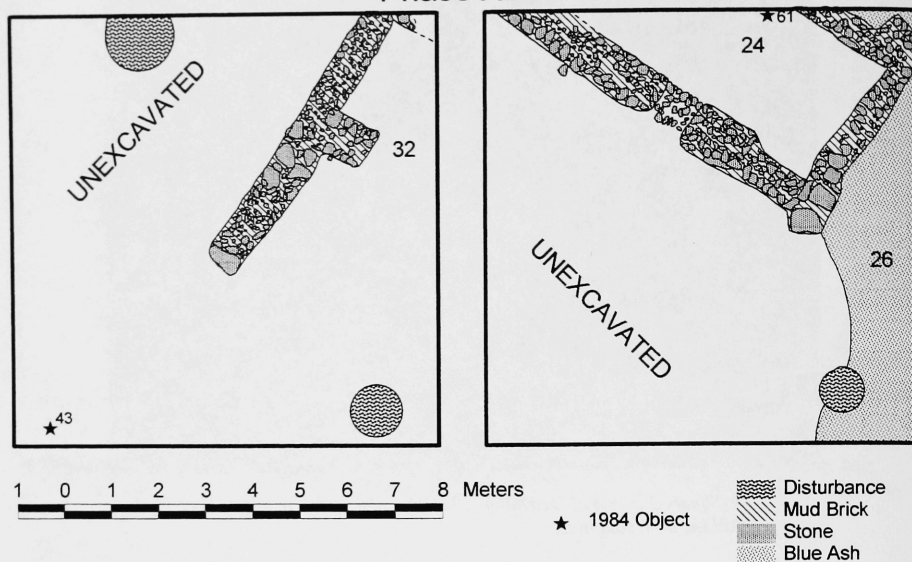 UNEXCAVATED
32
43
61
24
UNEXCAVATED
26
1 0 1 2 3 4 5 6 7 8 Meters
★ 1984 Object
Disturbance
Mud Brick
Stone
Blue Ash